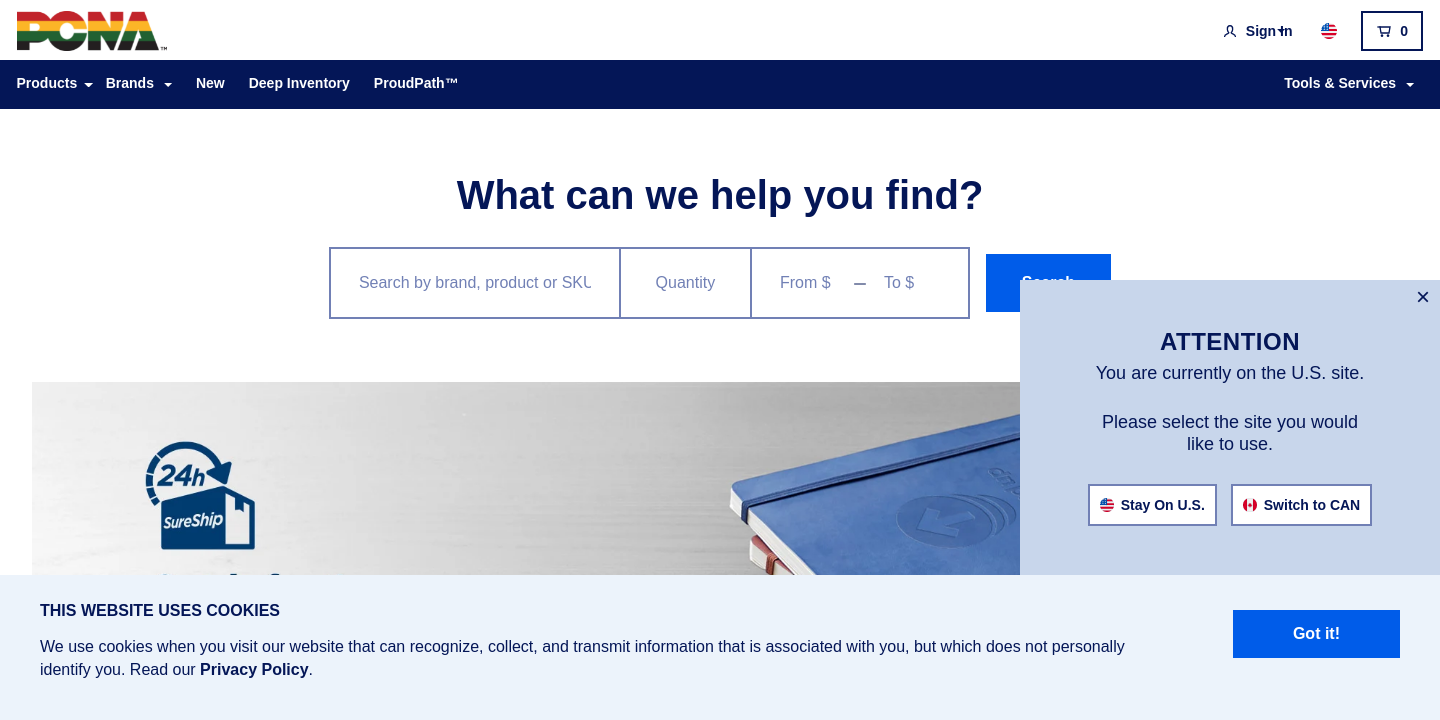 PCNA™
Sign In
0
Products
Brands
New
Deep Inventory
ProudPath™
Tools & Services
What can we help you find?
Search by brand, product or SKU
Quantity
From $
To $
Search
×
ATTENTION
You are currently on the U.S. site.
Please select the site you would
like to use.
Stay On U.S.
Switch to CAN
24h
SureShip
THIS WEBSITE USES COOKIES
We use cookies when you visit our website that can recognize, collect, and transmit information that is associated with you, but which does not personally
identify you. Read our Privacy Policy.
Got it!